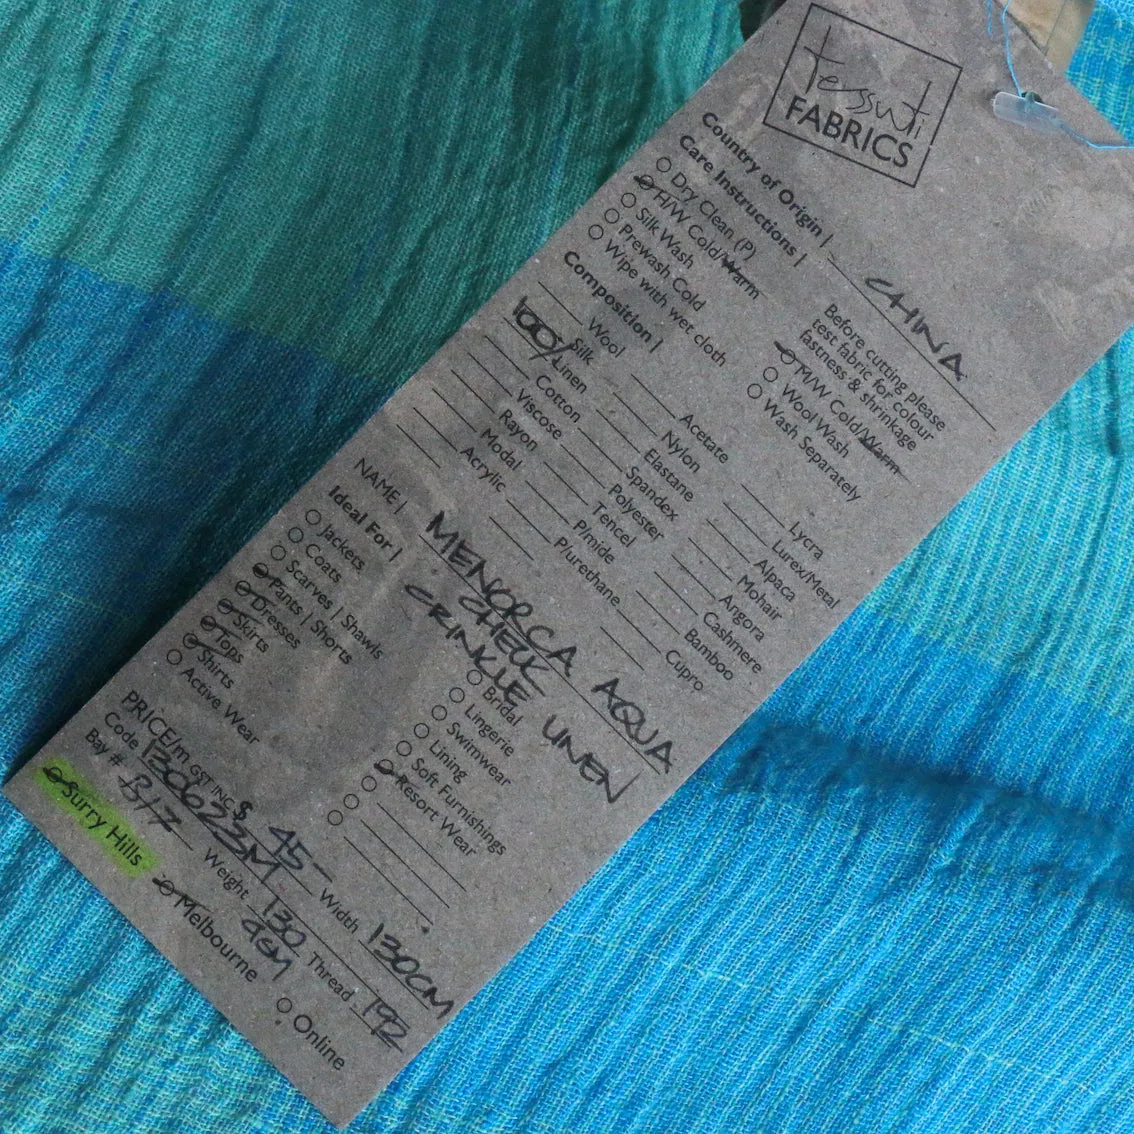 tessuti
FABRICS
Country of Origin | CHINA
Care Instructions |
Dry Clean (P)
H/W Cold/Warm
Silk Wash
Prewash Cold
Wipe with wet cloth
Before cutting please
test fabric for colour
fastness & shrinkage
M/W Cold/Warm
Wool Wash
Wash Separately
Composition |
Wool
Silk
100% Linen
Cotton
Viscose
Rayon
Modal
Acrylic
Acetate
Nylon
Elastane
Spandex
Polyester
Tencel
P/mide
P/urethane
Lycra
Lurex/Metal
Alpaca
Mohair
Angora
Cashmere
Bamboo
Cupro
NAME | MENORCA AQUA
CHECK
CRINKLE LINEN
Ideal For |
Jackets
Coats
Scarves | Shawls
Pants | Shorts
Dresses
Skirts
Tops
Shirts
Active Wear
Bridal
Lingerie
Swimwear
Lining
Soft Furnishings
Resort Wear
PRICE/m GST INC $ 45- Width 130CM
Code 130623M Weight 130 GSM Thread 192
Bay # B17
Surry Hills
Melbourne
Online